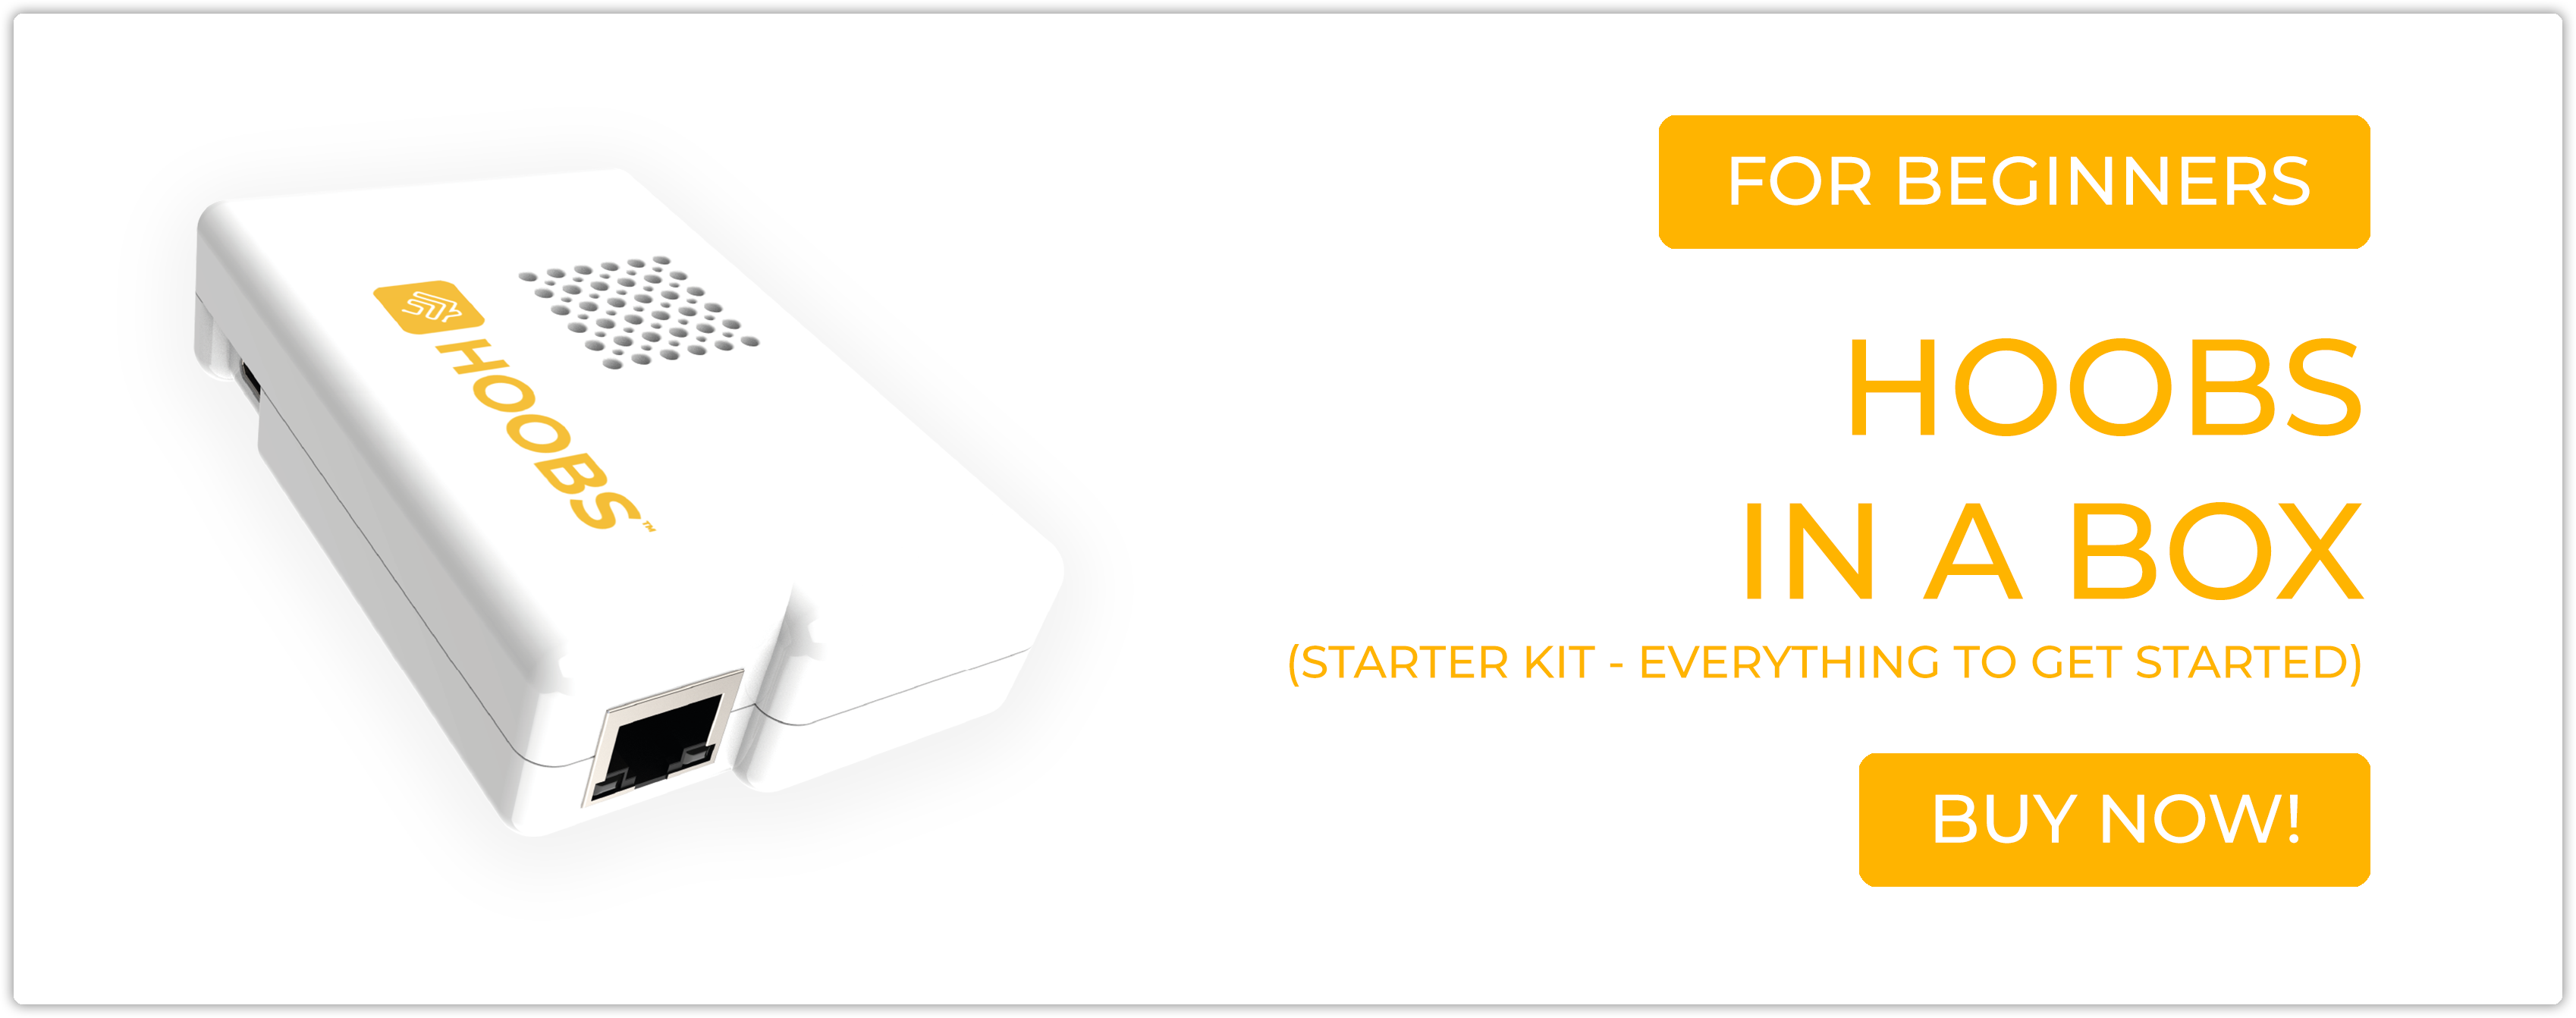 HOOBS™
FOR BEGINNERS
HOOBS
IN A BOX
(STARTER KIT - EVERYTHING TO GET STARTED)
BUY NOW!